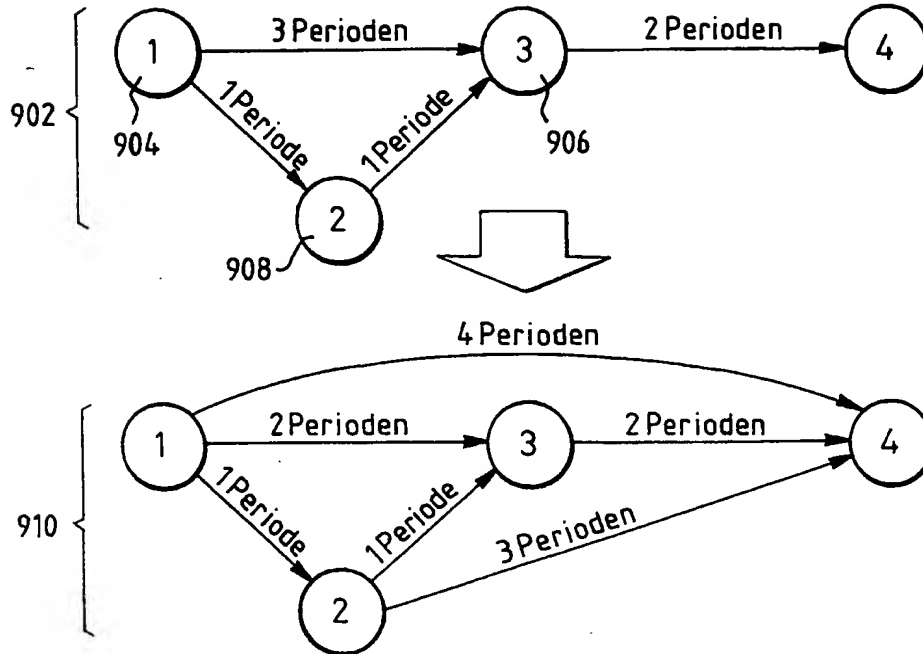 1
3 Perioden
3
2 Perioden
4
902
904
1 Periode
1 Periode
906
2
908
4 Perioden
1
2 Perioden
3
2 Perioden
4
910
1 Periode
1 Periode
3 Perioden
2